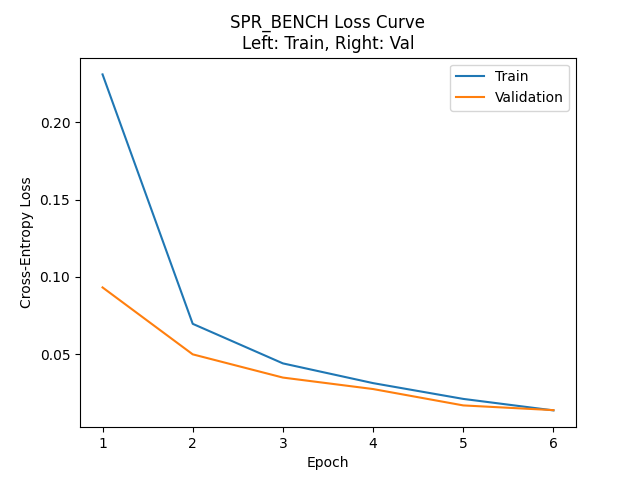 SPR_BENCH Loss Curve
Left: Train, Right: Val
Train
Validation
Cross-Entropy Loss
0.20
0.15
0.10
0.05
1 2 3 4 5 6
Epoch